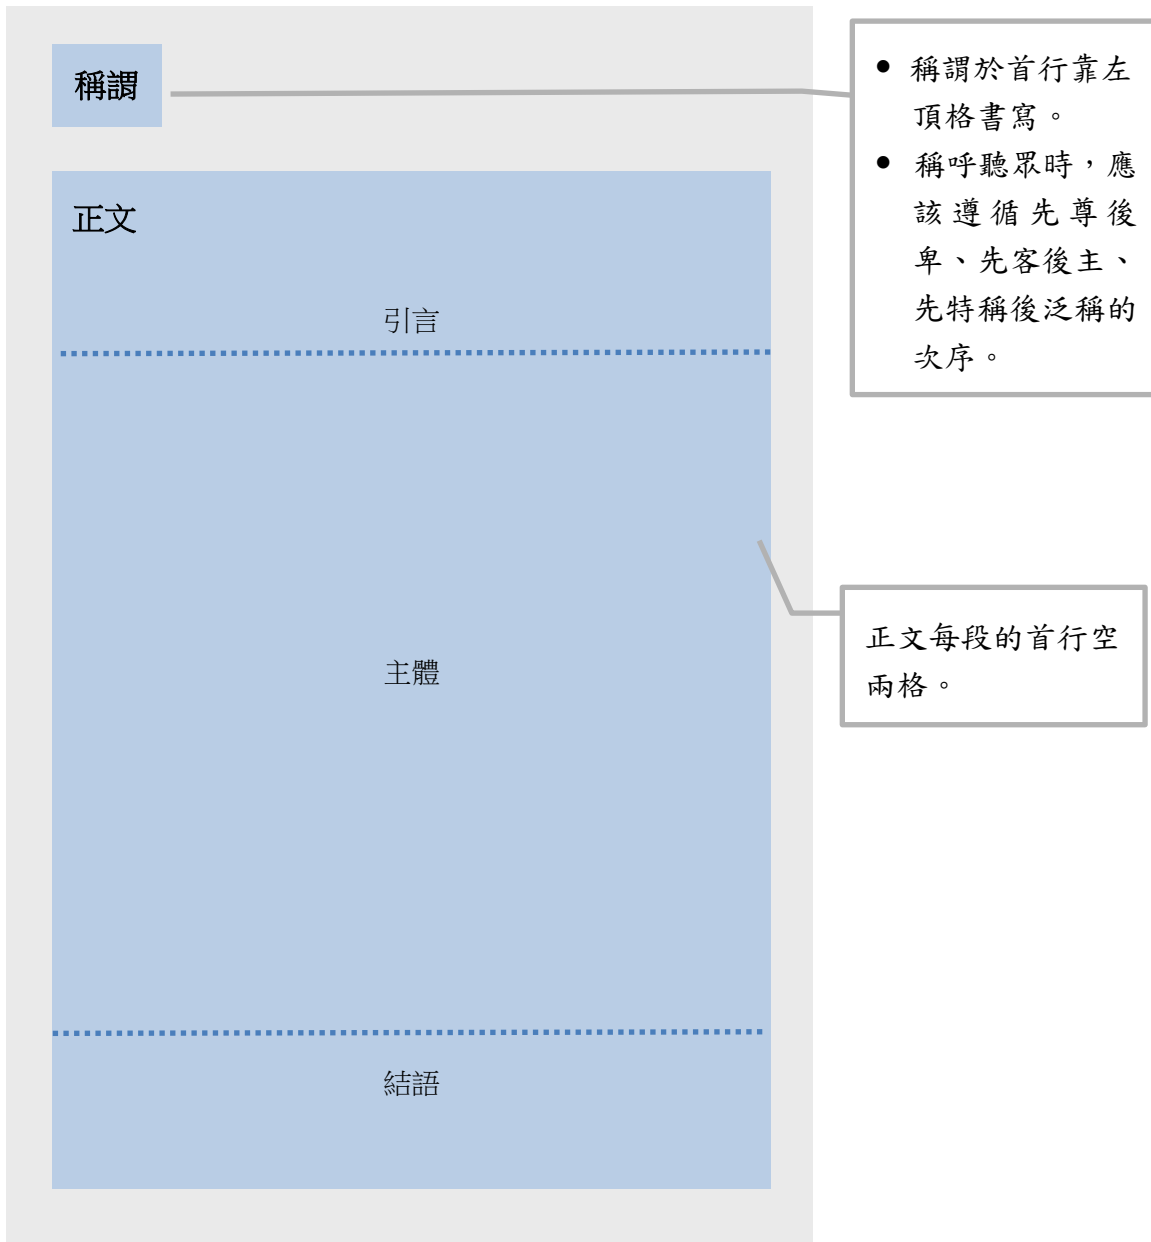 稱謂
● 稱謂於首行靠左
頂格書寫。
● 稱呼聽眾時，應
該遵循先尊後
卑、先客後主、
先特稱後泛稱的
次序。
正文
引言
主體
正文每段的首行空
兩格。
結語